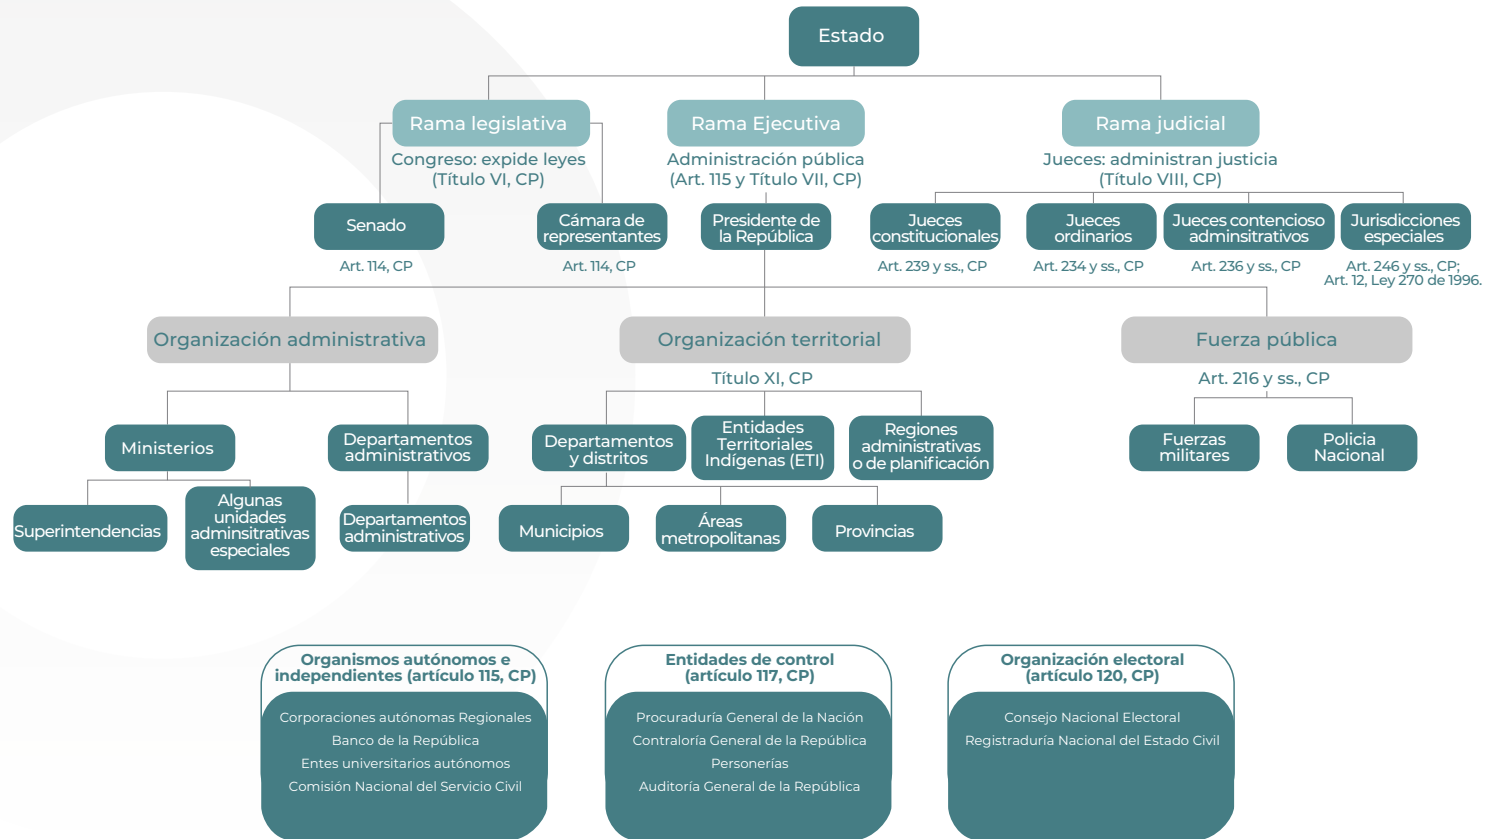 Estado
Rama legislativa
Congreso: expide leyes
(Título VI, CP)
Rama Ejecutiva
Administración pública
(Art. 115 y Título VII, CP)
Rama judicial
Jueces: administran justicia
(Título VIII, CP)
Senado
Art. 114, CP
Cámara de
representantes
Art. 114, CP
Presidente de
la República
Jueces
constitucionales
Art. 239 y ss., CP
Jueces
ordinarios
Art. 234 y ss., CP
Jueces contencioso
adminsitrativos
Art. 236 y ss., CP
Jurisdicciones
especiales
Art. 246 y ss., CP;
Art. 12, Ley 270 de 1996.
Organización administrativa
Organización territorial
Título XI, CP
Fuerza pública
Art. 216 y ss., CP
Ministerios
Departamentos
administrativos
Departamentos
y distritos
Entidades
Territoriales
Indígenas (ETI)
Regiones
administrativas
o de planificación
Fuerzas
militares
Policia
Nacional
Superintendencias
Algunas
unidades
adminsitrativas
especiales
Departamentos
administrativos
Municipios
Áreas
metropolitanas
Provincias
Organismos autónomos e
independientes (artículo 115, CP)
Corporaciones autónomas Regionales
Banco de la República
Entes universitarios autónomos
Comisión Nacional del Servicio Civil
Entidades de control
(artículo 117, CP)
Procuraduría General de la Nación
Contraloría General de la República
Personerías
Auditoría General de la República
Organización electoral
(artículo 120, CP)
Consejo Nacional Electoral
Registraduría Nacional del Estado Civil